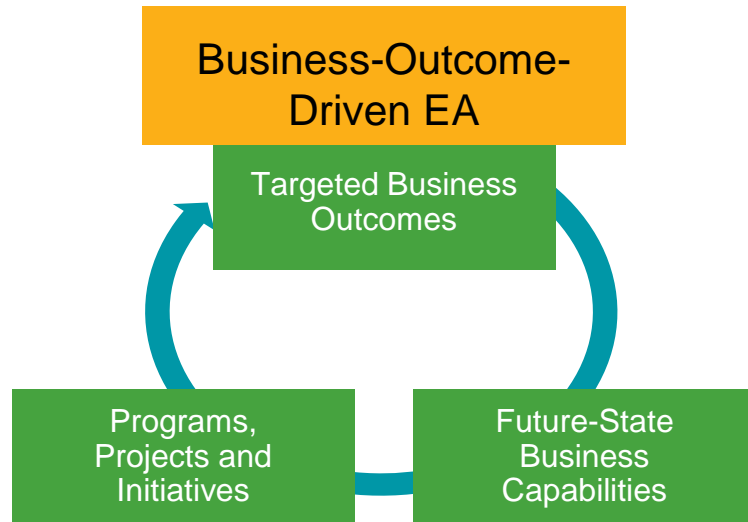 Business-Outcome-
Driven EA
Targeted Business
Outcomes
Programs,
Projects and
Initiatives
Future-State
Business
Capabilities